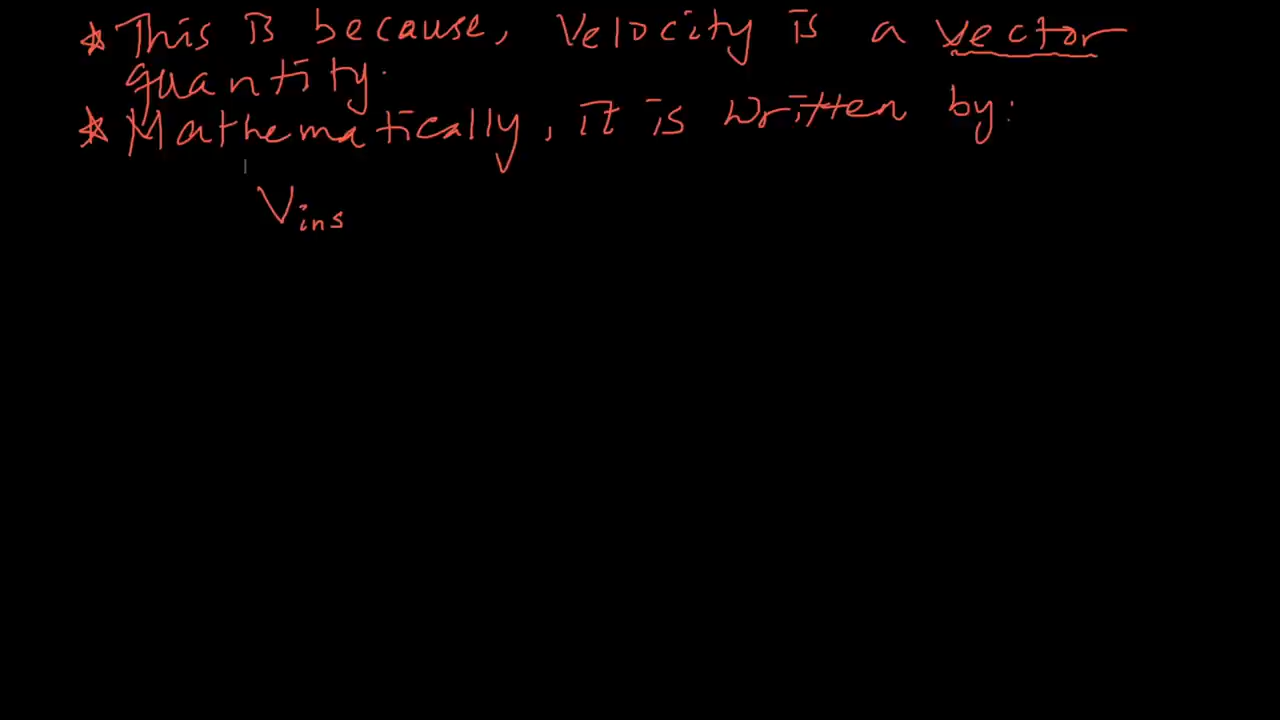 * This is because, velocity is a vector
quantity.
* Mathematically, it is written by:
Vins